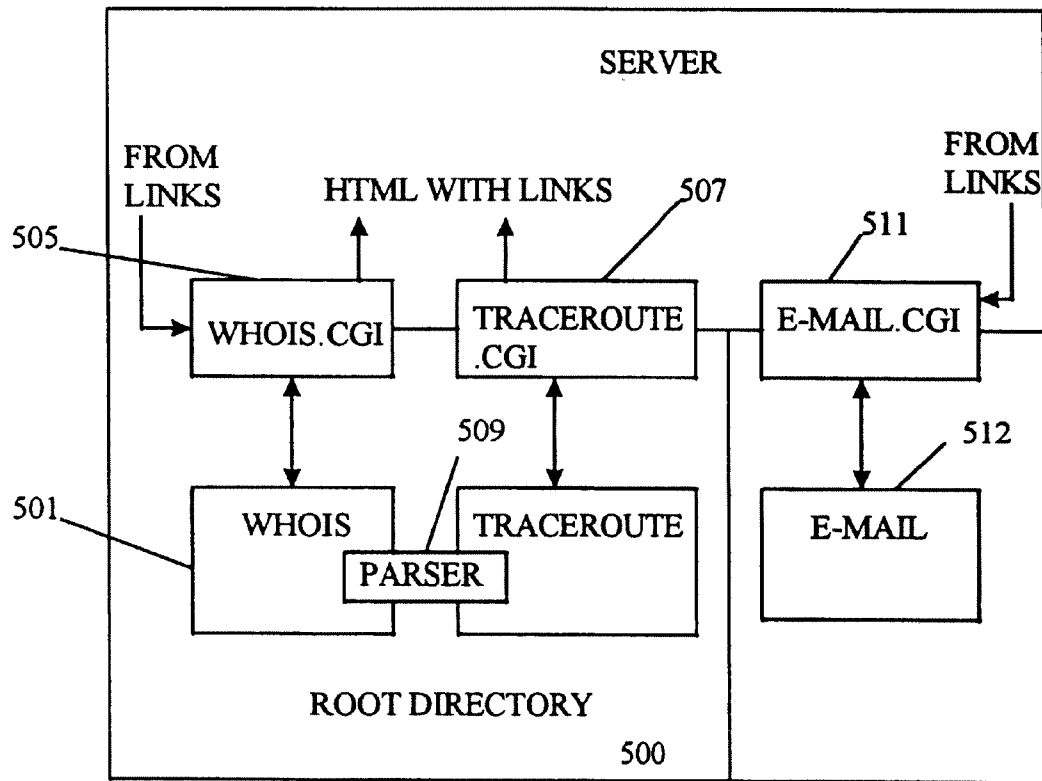 SERVER
FROM
LINKS
HTML WITH LINKS
507
FROM
LINKS
505
511
WHOIS.CGI
TRACEROUTE
.CGI
E-MAIL.CGI
509
512
501
WHOIS
TRACEROUTE
E-MAIL
PARSER
ROOT DIRECTORY
500